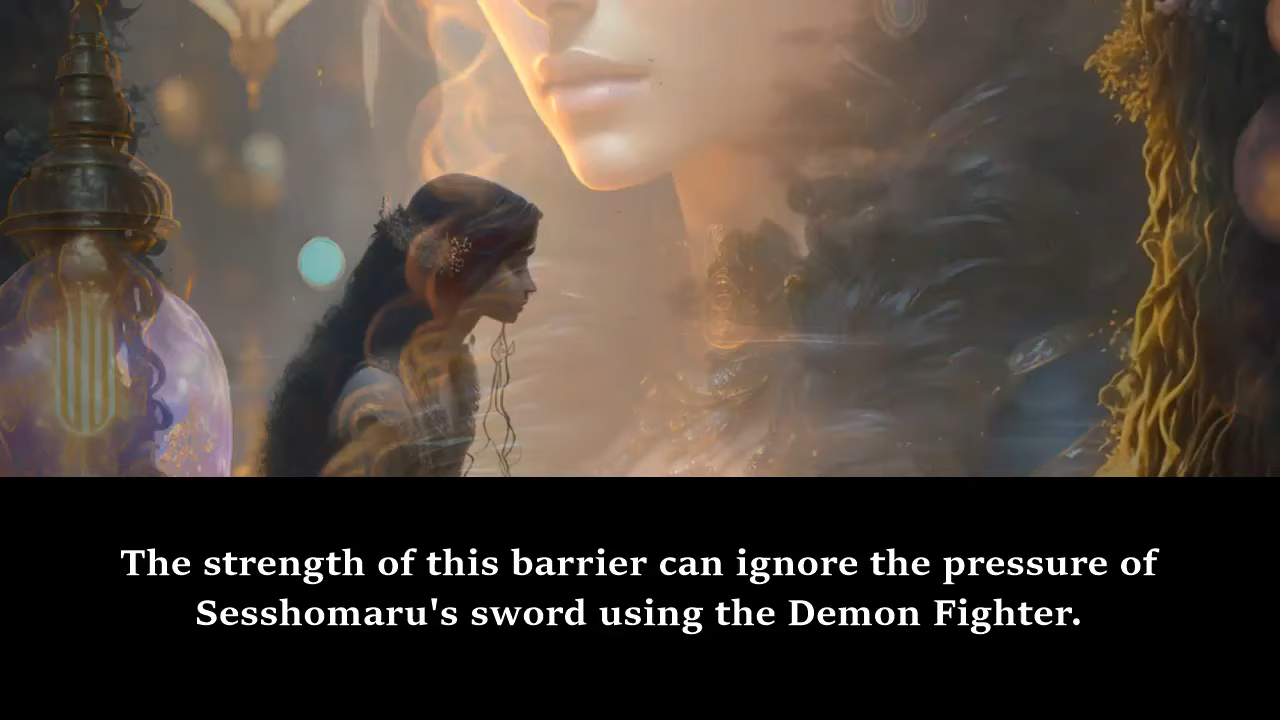 The strength of this barrier can ignore the pressure of
Sesshomaru's sword using the Demon Fighter.